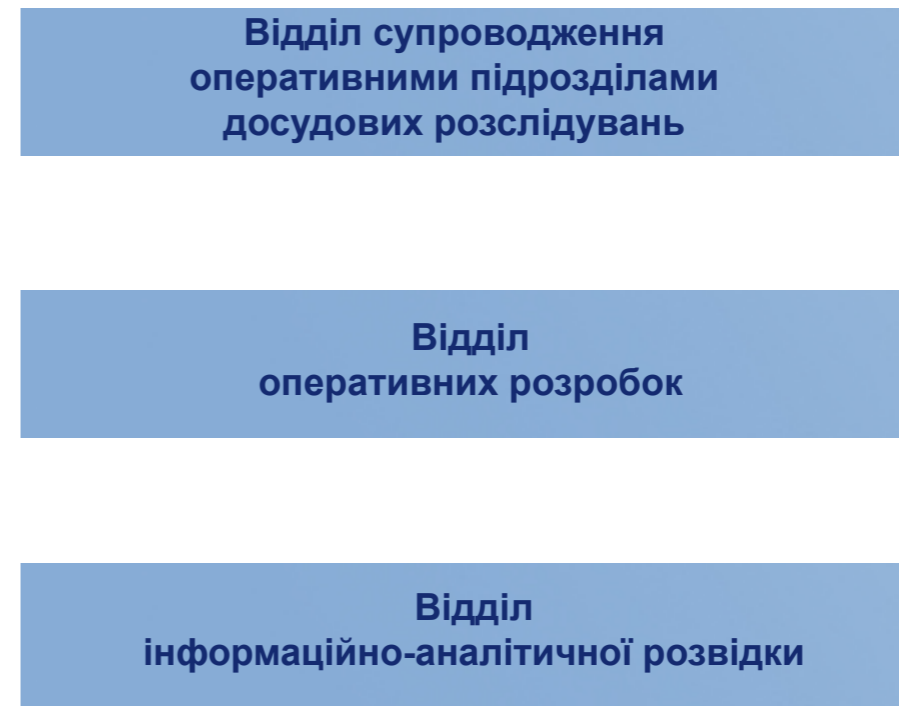 Відділ супроводження
оперативними підрозділами
досудових розслідувань
Відділ
оперативних розробок
Відділ
інформаційно-аналітичної розвідки